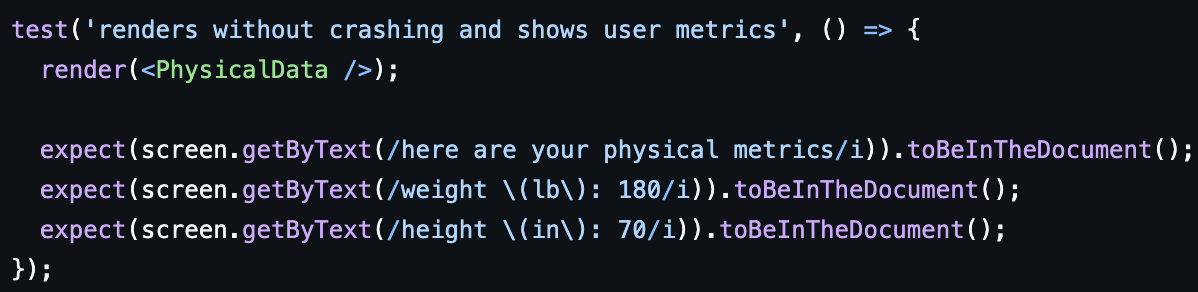 test('renders without crashing and shows user metrics', () => {
  render(<PhysicalData />);

  expect(screen.getByText(/here are your physical metrics/i)).toBeInTheDocument();
  expect(screen.getByText(/weight \(lb\): 180/i)).toBeInTheDocument();
  expect(screen.getByText(/height \(in\): 70/i)).toBeInTheDocument();
});